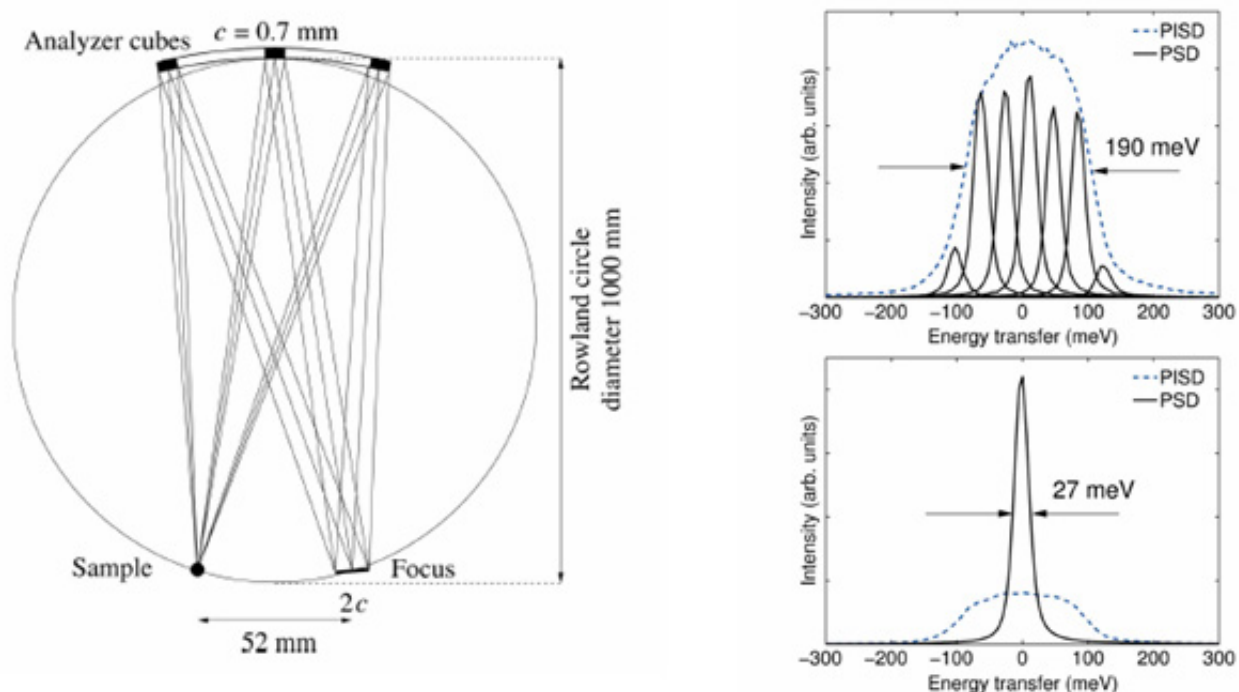 Analyzer cubes
c = 0.7 mm
Rowland circle
diameter 1000 mm
Sample
Focus
2c
52 mm
PISD
PSD
190 meV
Intensity (arb. units)
−300 −200 −100 0 100 200 300
Energy transfer (meV)
PISD
PSD
27 meV
Intensity (arb. units)
−300 −200 −100 0 100 200 300
Energy transfer (meV)